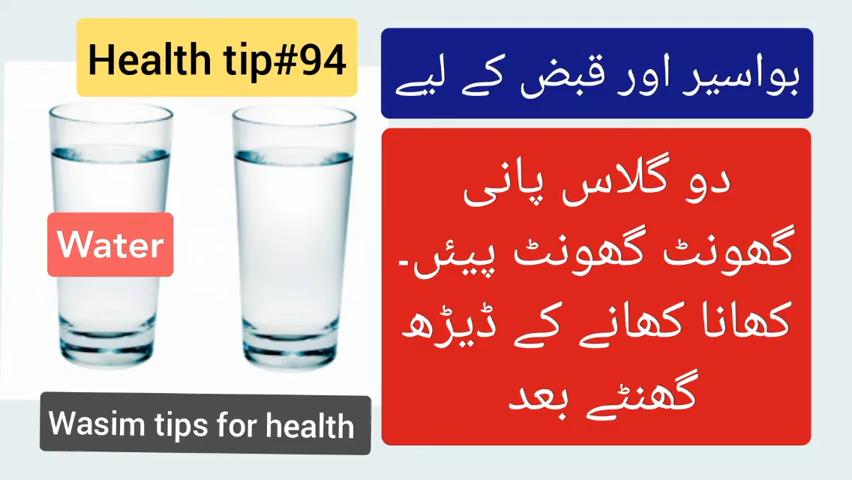 Health tip#94
Water
Wasim tips for health
بواسیر اور قبض کے لیے
دو گلاس پانی
گھونٹ گھونٹ پیئں۔
کھانا کھانے کے ڈیڑھ
گھنٹے بعد